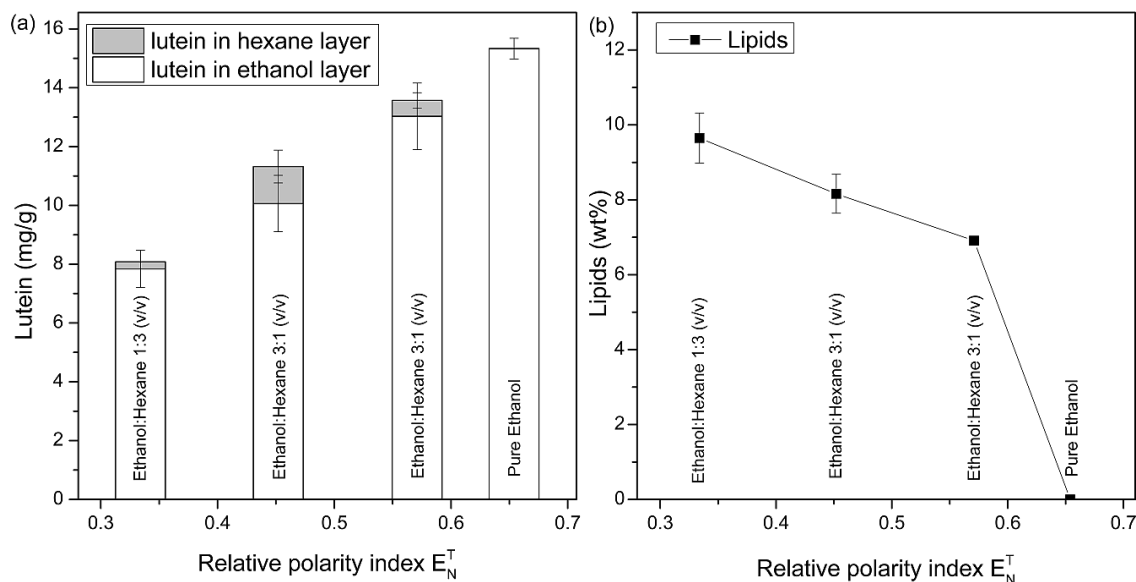 (a)
lutein in hexane layer
lutein in ethanol layer
16
14
12
10
8
6
4
2
0
Lutein (mg/g)
Ethanol:Hexane 1:3 (v/v)
Ethanol:Hexane 3:1 (v/v)
Ethanol:Hexane 3:1 (v/v)
Pure Ethanol
0.3 0.4 0.5 0.6 0.7
Relative polarity index E_N^T
(b)
Lipids
12
10
8
6
4
2
0
Lipids (wt%)
Ethanol:Hexane 1:3 (v/v)
Ethanol:Hexane 3:1 (v/v)
Ethanol:Hexane 3:1 (v/v)
Pure Ethanol
0.3 0.4 0.5 0.6 0.7
Relative polarity index E_N^T